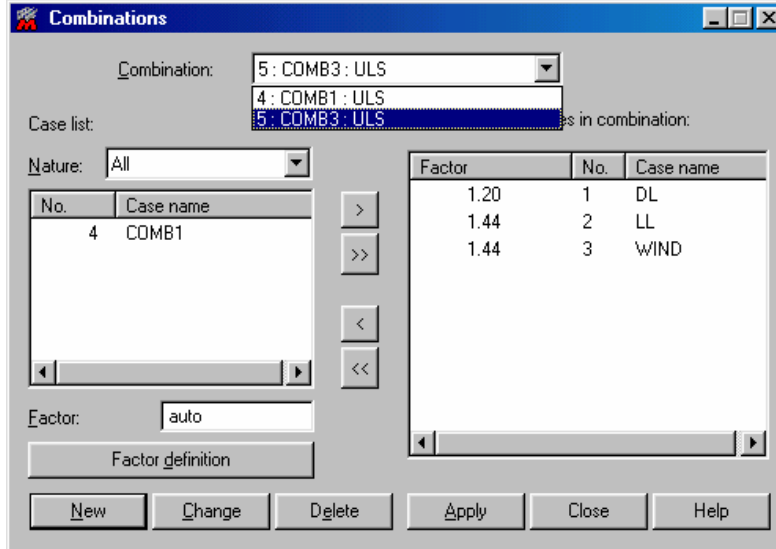 Combinations
Combination: 5 : COMB3 : ULS
4 : COMB1 : ULS
5 : COMB3 : ULS
Case list: s in combination:
Nature: All
No. Case name
4 COMB1
>
>>
<
<<
Factor No. Case name
1.20 1 DL
1.44 2 LL
1.44 3 WIND
Factor: auto
Factor definition
New Change Delete Apply Close Help